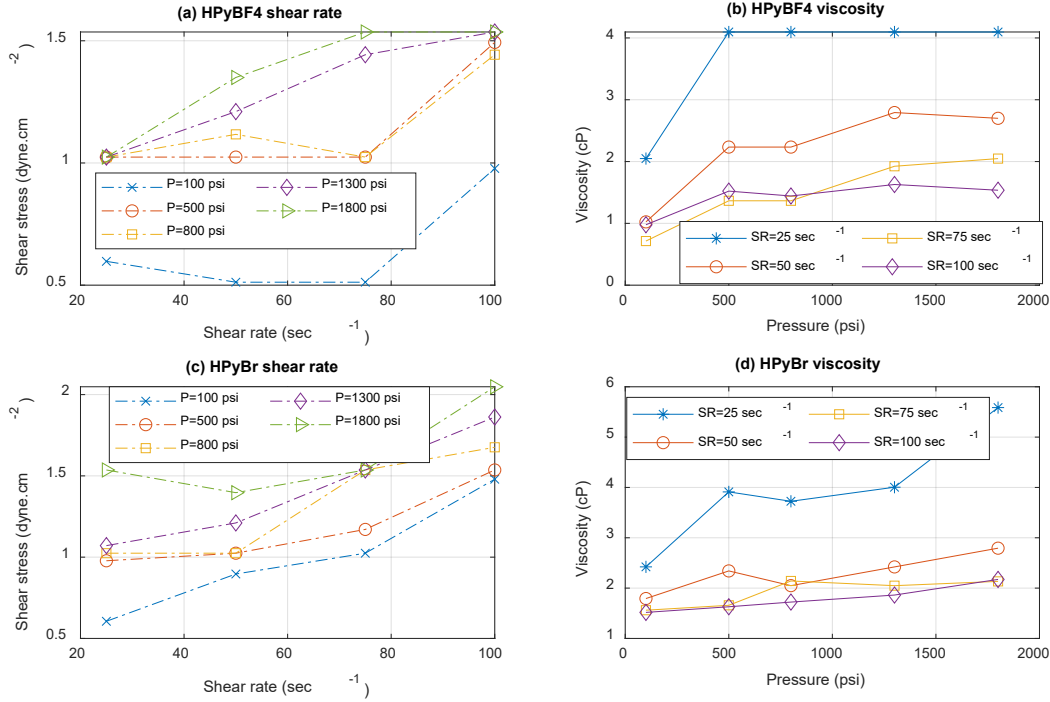 (a) HPyBF4 shear rate
1.5
1
0.5
20
40
60
80
100
Shear stress (dyne.cm -2)
Shear rate (sec -1)
P=100 psi
P=500 psi
P=800 psi
P=1300 psi
P=1800 psi
(b) HPyBF4 viscosity
4
3
2
1
0
0
500
1000
1500
2000
Viscosity (cP)
Pressure (psi)
SR=25 sec -1
SR=50 sec -1
SR=75 sec -1
SR=100 sec -1
(c) HPyBr shear rate
2
1.5
1
0.5
20
40
60
80
100
Shear stress (dyne.cm -2)
Shear rate (sec -1)
P=100 psi
P=500 psi
P=800 psi
P=1300 psi
P=1800 psi
(d) HPyBr viscosity
6
5
4
3
2
1
0
500
1000
1500
2000
Viscosity (cP)
Pressure (psi)
SR=25 sec -1
SR=50 sec -1
SR=75 sec -1
SR=100 sec -1